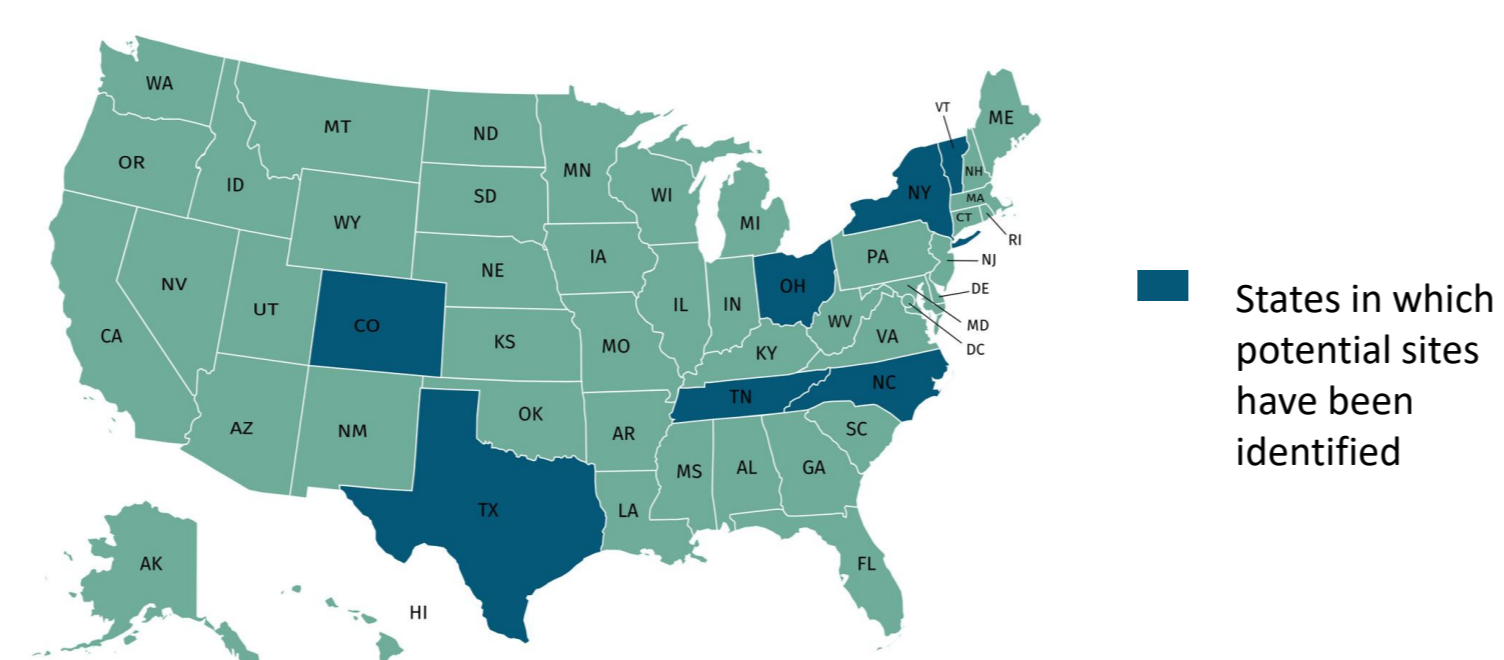 WA
MT
ND
MN
VT
ME
OR
ID
SD
WI
MI
NY
NH
MA
CT
RI
WY
IA
PA
NJ
NE
NV
UT
CO
IL
IN
OH
DE
MD
DC
WV
VA
CA
KS
MO
KY
AZ
NM
OK
AR
TN
NC
SC
MS
AL
GA
TX
LA
FL
AK
HI
States in which
potential sites
have been
identified